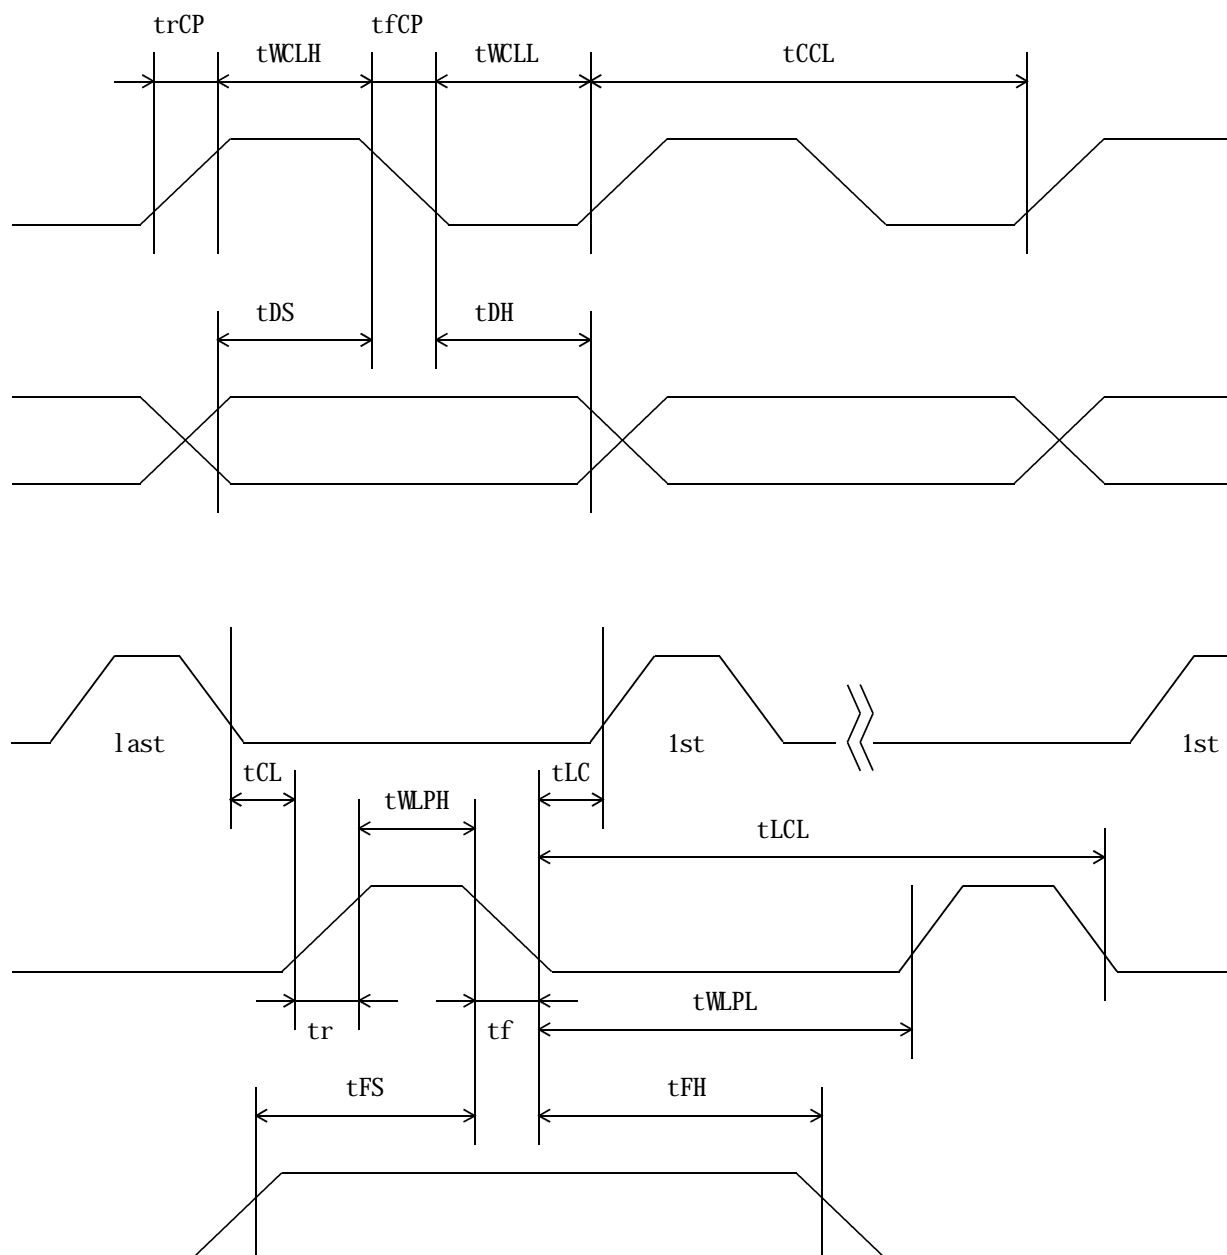 trCP
tfCP
tWCLH
tWCLL
tCCL
tDS
tDH
last
1st
1st
tCL
tLC
tWLPH
tLCL
tWLPL
tr
tf
tFS
tFH